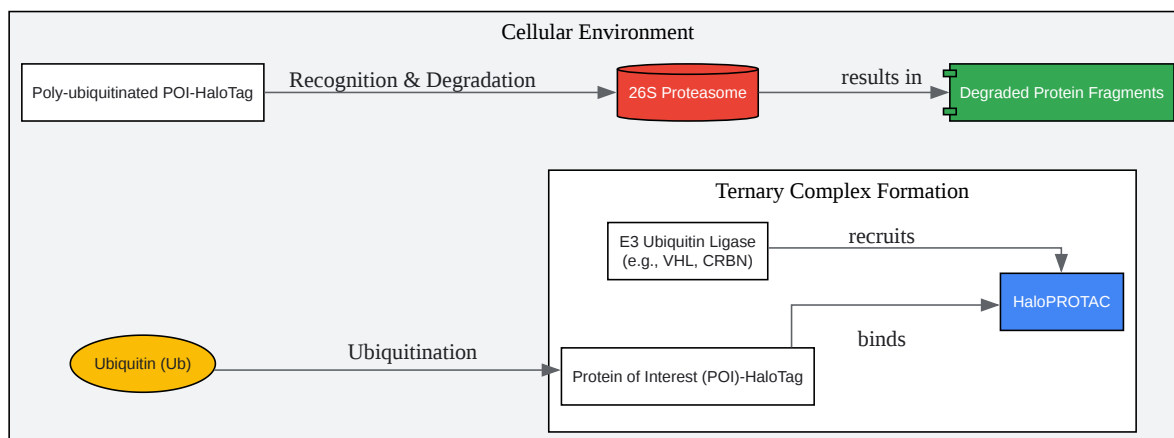 Cellular Environment
Poly-ubiquitinated POI-HaloTag
Recognition & Degradation
26S Proteasome
results in
Degraded Protein Fragments
Ternary Complex Formation
E3 Ubiquitin Ligase
(e.g., VHL, CRBN)
recruits
HaloPROTAC
binds
Ubiquitin (Ub)
Ubiquitination
Protein of Interest (POI)-HaloTag